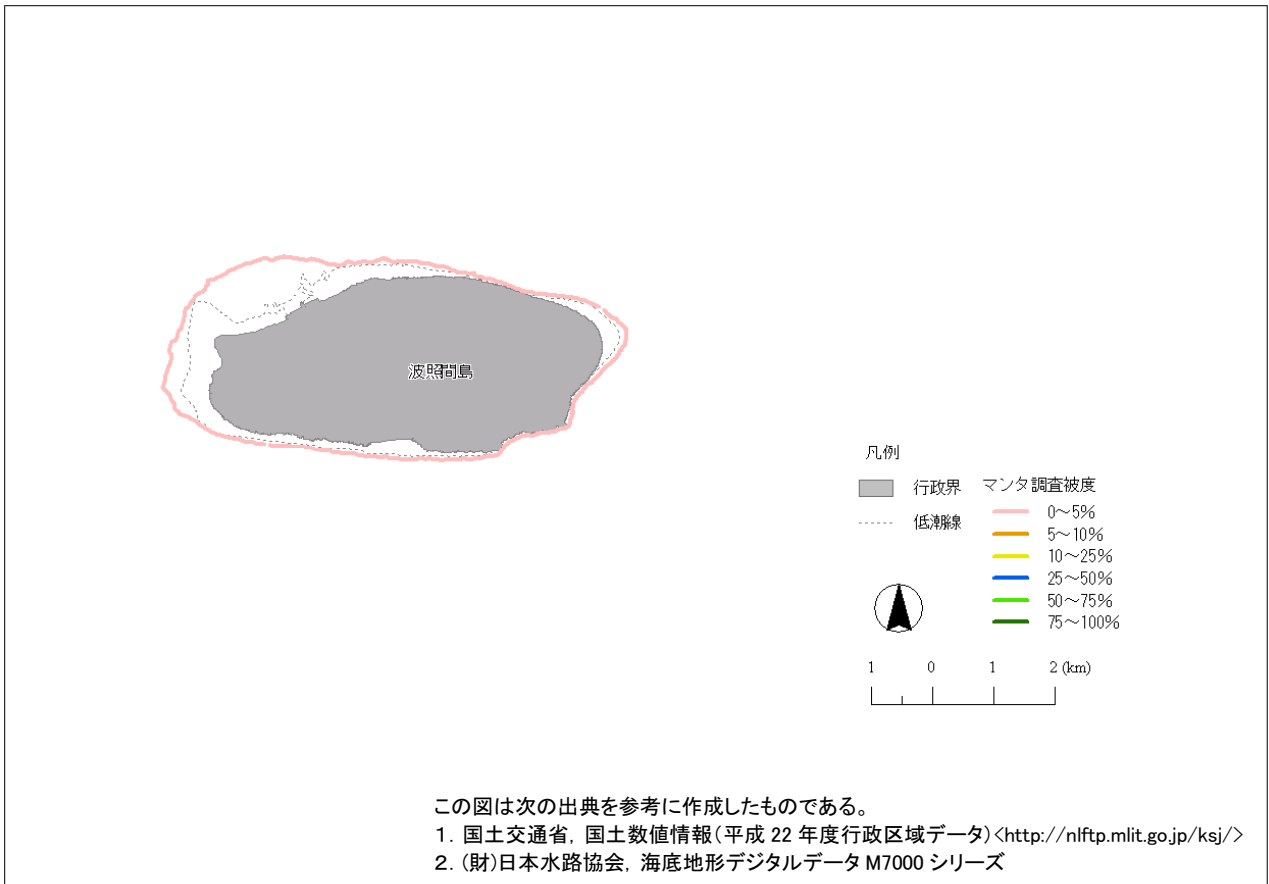 波照間島
凡例
行政界
低潮線
マンタ調査被度
0～5%
5～10%
10～25%
25～50%
50～75%
75～100%
1 0 1 2 (km)
この図は次の出典を参考に作成したものである。
1. 国土交通省, 国土数値情報(平成 22 年度行政区域データ)<http://nlftp.mlit.go.jp/ksj/>
2. (財)日本水路協会, 海底地形デジタルデータ M7000 シリーズ